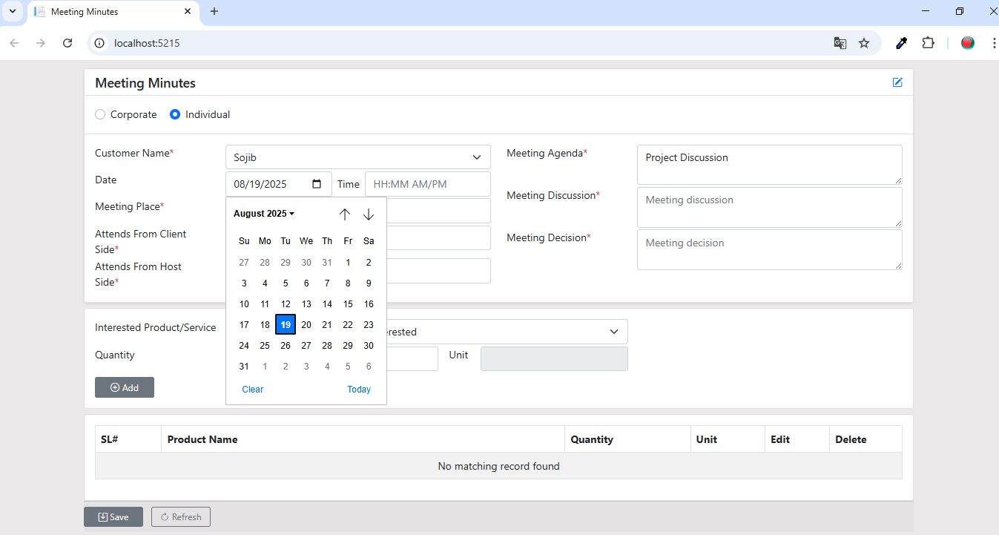 Meeting Minutes
localhost:5215
Meeting Minutes
Corporate Individual
Customer Name* Sojib Meeting Agenda* Project Discussion
Date 08/19/2025 Time HH:MM AM/PM
Meeting Discussion* Meeting discussion
Meeting Place*
August 2025
Attends From Client Side*
Meeting Decision* Meeting decision
Su Mo Tu We Th Fr Sa
27 28 29 30 31 1 2
Attends From Host Side*
3 4 5 6 7 8 9
10 11 12 13 14 15 16
17 18 19 20 21 22 23
Interested Product/Service erested
24 25 26 27 28 29 30
Quantity Unit
31 1 2 3 4 5 6
Add
Clear Today
SL# Product Name Quantity Unit Edit Delete
No matching record found
Save Refresh